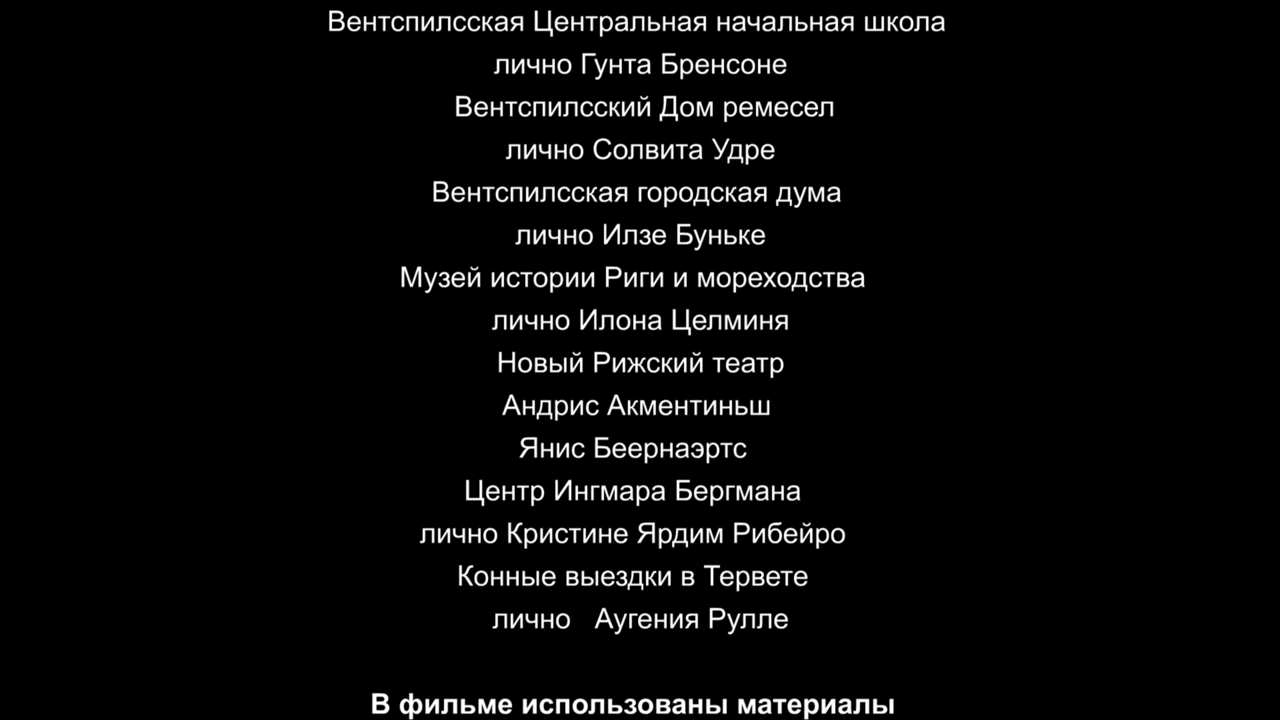 Вентспилсская Центральная начальная школа
лично Гунта Бренсоне
Вентспилсский Дом ремесел
лично Солвита Удре
Вентспилсская городская дума
лично Илзе Буньке
Музей истории Риги и мореходства
лично Илона Целминя
Новый Рижский театр
Андрис Акментиньш
Янис Беернаэртс
Центр Ингмара Бергмана
лично Кристине Ярдим Рибейро
Конные выездки в Тервете
лично   Аугения Рулле
В фильме использованы материалы